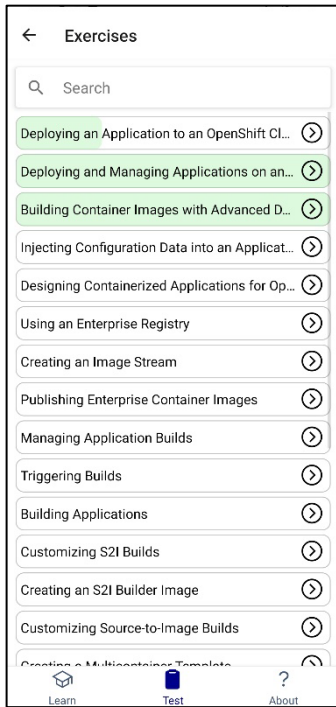 Exercises
Search
Deploying an Application to an OpenShift Cl...
Deploying and Managing Applications on an...
Building Container Images with Advanced D...
Injecting Configuration Data into an Applicat...
Designing Containerized Applications for Op...
Using an Enterprise Registry
Creating an Image Stream
Publishing Enterprise Container Images
Managing Application Builds
Triggering Builds
Building Applications
Customizing S2I Builds
Creating an S2I Builder Image
Customizing Source-to-Image Builds
Creating a Multicontainer Template
Learn
Test
About